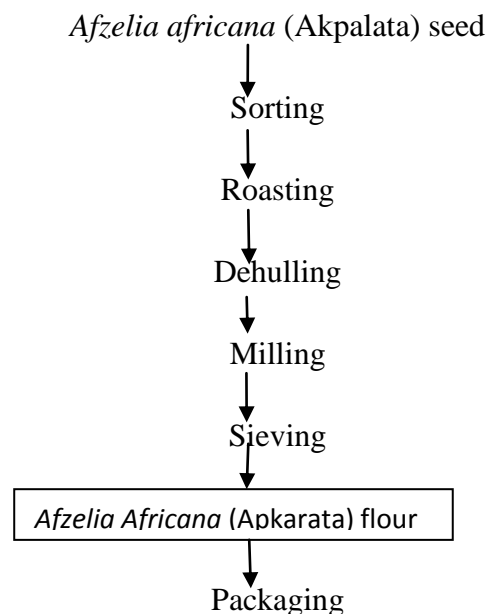 Afzelia africana (Akpalata) seed
Sorting
Roasting
Dehulling
Milling
Sieving
Afzelia Africana (Apkarata) flour
Packaging